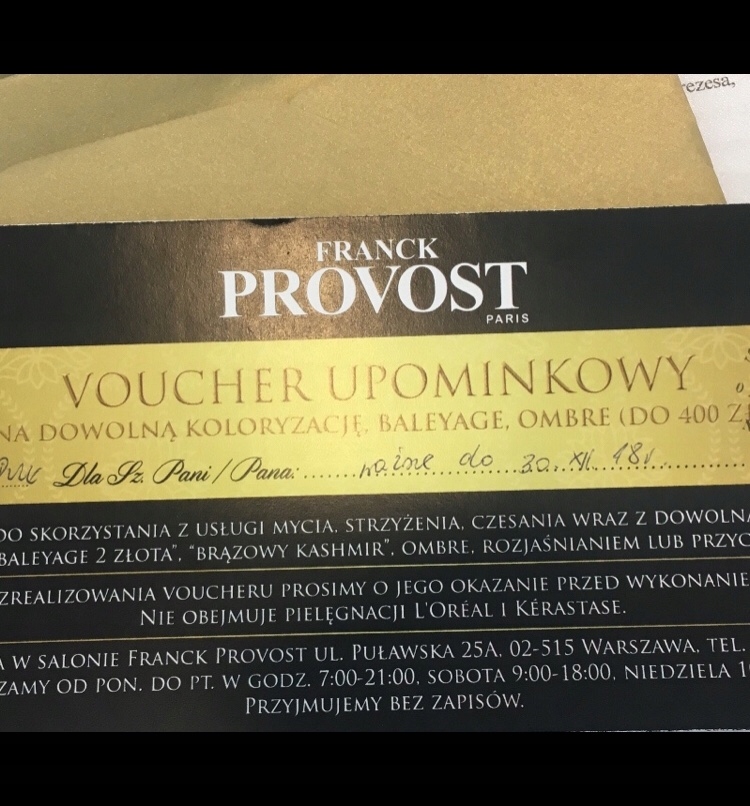 ezesa,
FRANCK
PROVOST
PARIS
VOUCHER UPOMINKOWY
NA DOWOLNĄ KOLORYZACJĘ, BALEYAGE, OMBRE (DO 400 Z
Dla Sz. Pani / Pana: ważne do 30. XII. 18r.
DO SKORZYSTANIA Z USŁUGI MYCIA, STRZYŻENIA, CZESANIA WRAZ Z DOWOLNĄ
BALEYAGE 2 ZŁOTA", "BRĄZOWY KASHMIR", OMBRE, ROZJAŚNIANIEM LUB PRZYC
ZREALIZOWANIA VOUCHERU PROSIMY O JEGO OKAZANIE PRZED WYKONANIE
NIE OBEJMUJE PIELĘGNACJI L'ORÉAL I KÉRASTASE.
A W SALONIE FRANCK PROVOST UL. PUŁAWSKA 25A, 02-515 WARSZAWA, TEL.
ZAMY OD PON. DO PT. W GODZ. 7:00-21:00, SOBOTA 9:00-18:00, NIEDZIELA 1
PRZYJMUJEMY BEZ ZAPISÓW.